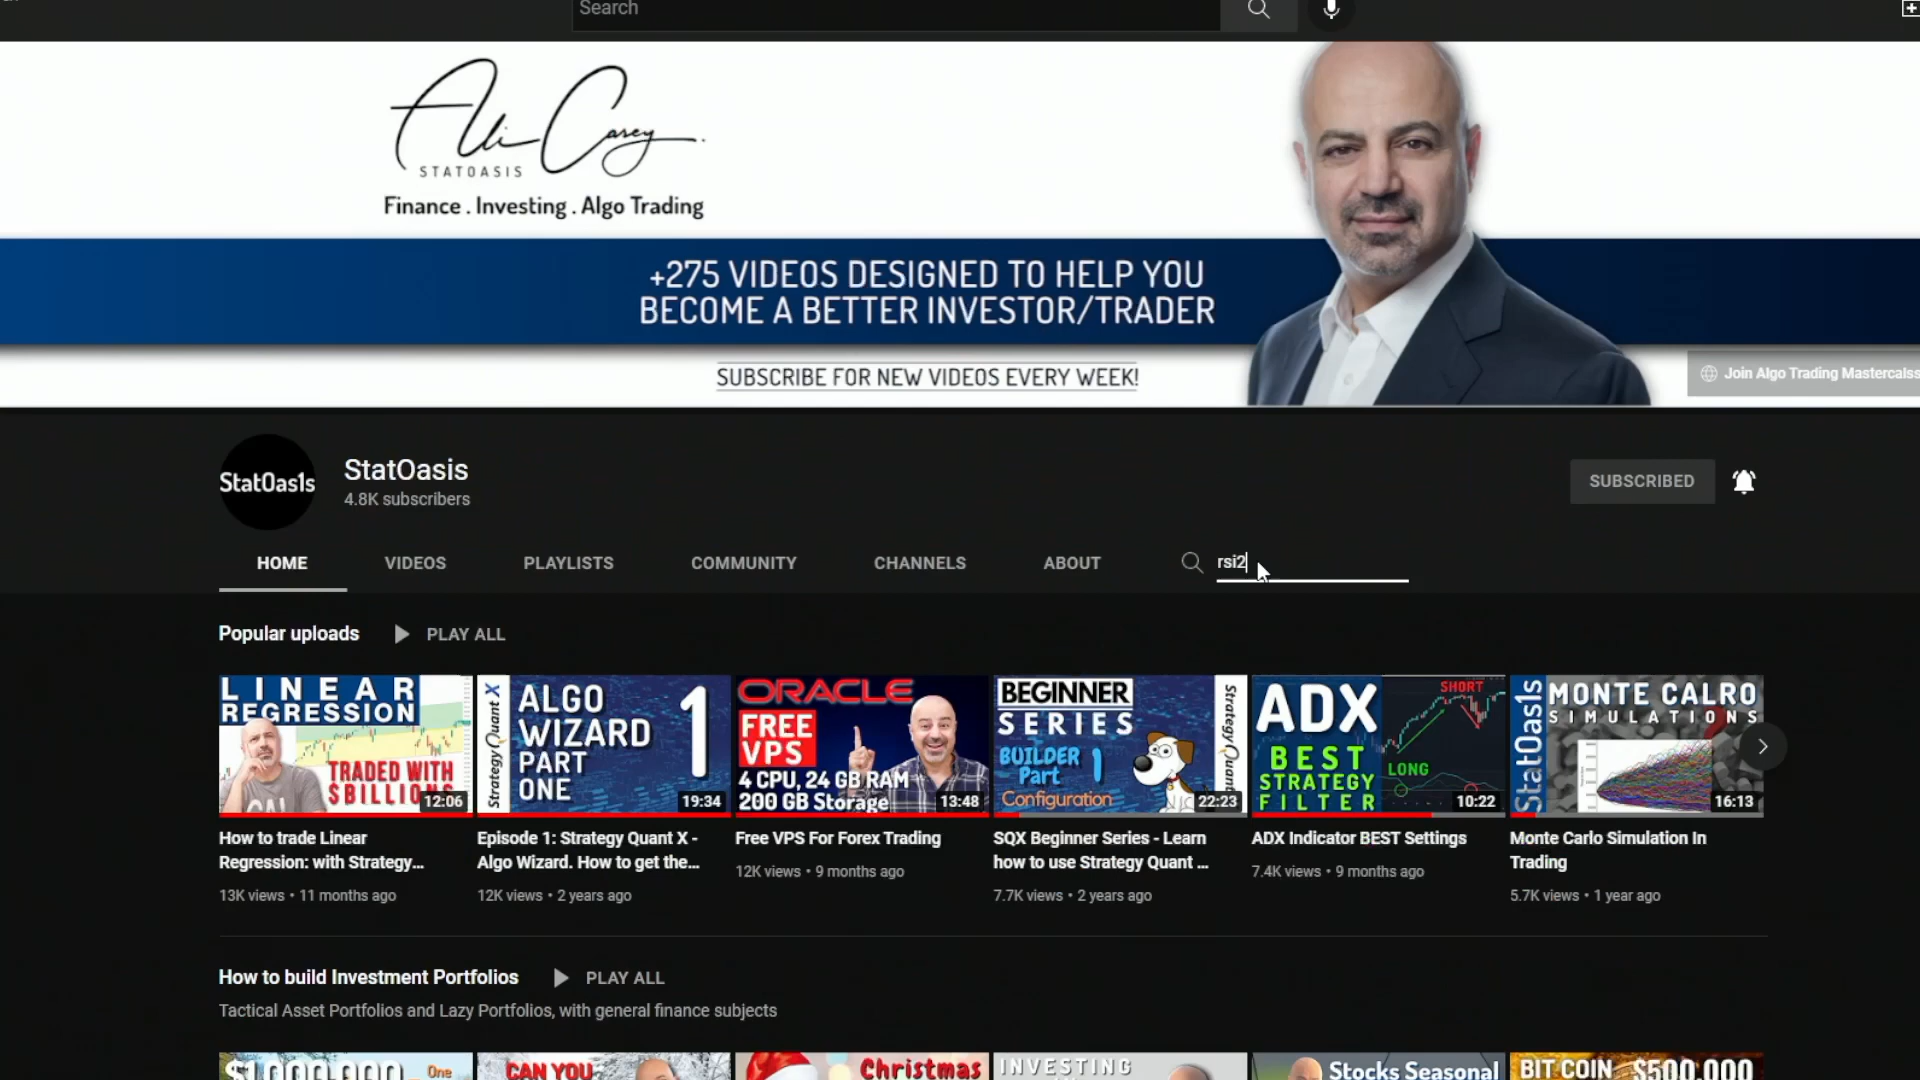 Search
Ali Casey
STATOASIS
Finance . Investing . Algo Trading
+275 VIDEOS DESIGNED TO HELP YOU
BECOME A BETTER INVESTOR/TRADER
SUBSCRIBE FOR NEW VIDEOS EVERY WEEK!
Join Algo Trading Mastercalss
StatOas1s
StatOasis
4.8K subscribers
SUBSCRIBED
HOME VIDEOS PLAYLISTS COMMUNITY CHANNELS ABOUT rsi2
Popular uploads PLAY ALL
LINEAR
REGRESSION
TRADED WITH
$BILLIONS
12:06
StrategyQuant X
ALGO
WIZARD
PART
ONE
1
19:34
ORACLE
FREE
VPS
4 CPU, 24 GB RAM
200 GB Storage
13:48
BEGINNER
SERIES
BUILDER
Part 1
Configuration
StrategyQuant
22:23
ADX
BEST
STRATEGY
FILTER
SHORT
LONG
10:22
StatOas1s
MONTE CALRO
SIMULATIONS
16:13
How to trade Linear
Regression: with Strategy...
13K views • 11 months ago
Episode 1: Strategy Quant X -
Algo Wizard. How to get the...
12K views • 2 years ago
Free VPS For Forex Trading
12K views • 9 months ago
SQX Beginner Series - Learn
how to use Strategy Quant ...
7.7K views • 2 years ago
ADX Indicator BEST Settings
7.4K views • 9 months ago
Monte Carlo Simulation In
Trading
5.7K views • 1 year ago
How to build Investment Portfolios PLAY ALL
Tactical Asset Portfolios and Lazy Portfolios, with general finance subjects
$1,000,000
One
CAN YOU
Christmas
INVESTING
Stocks Seasonal
BIT COIN $500,000